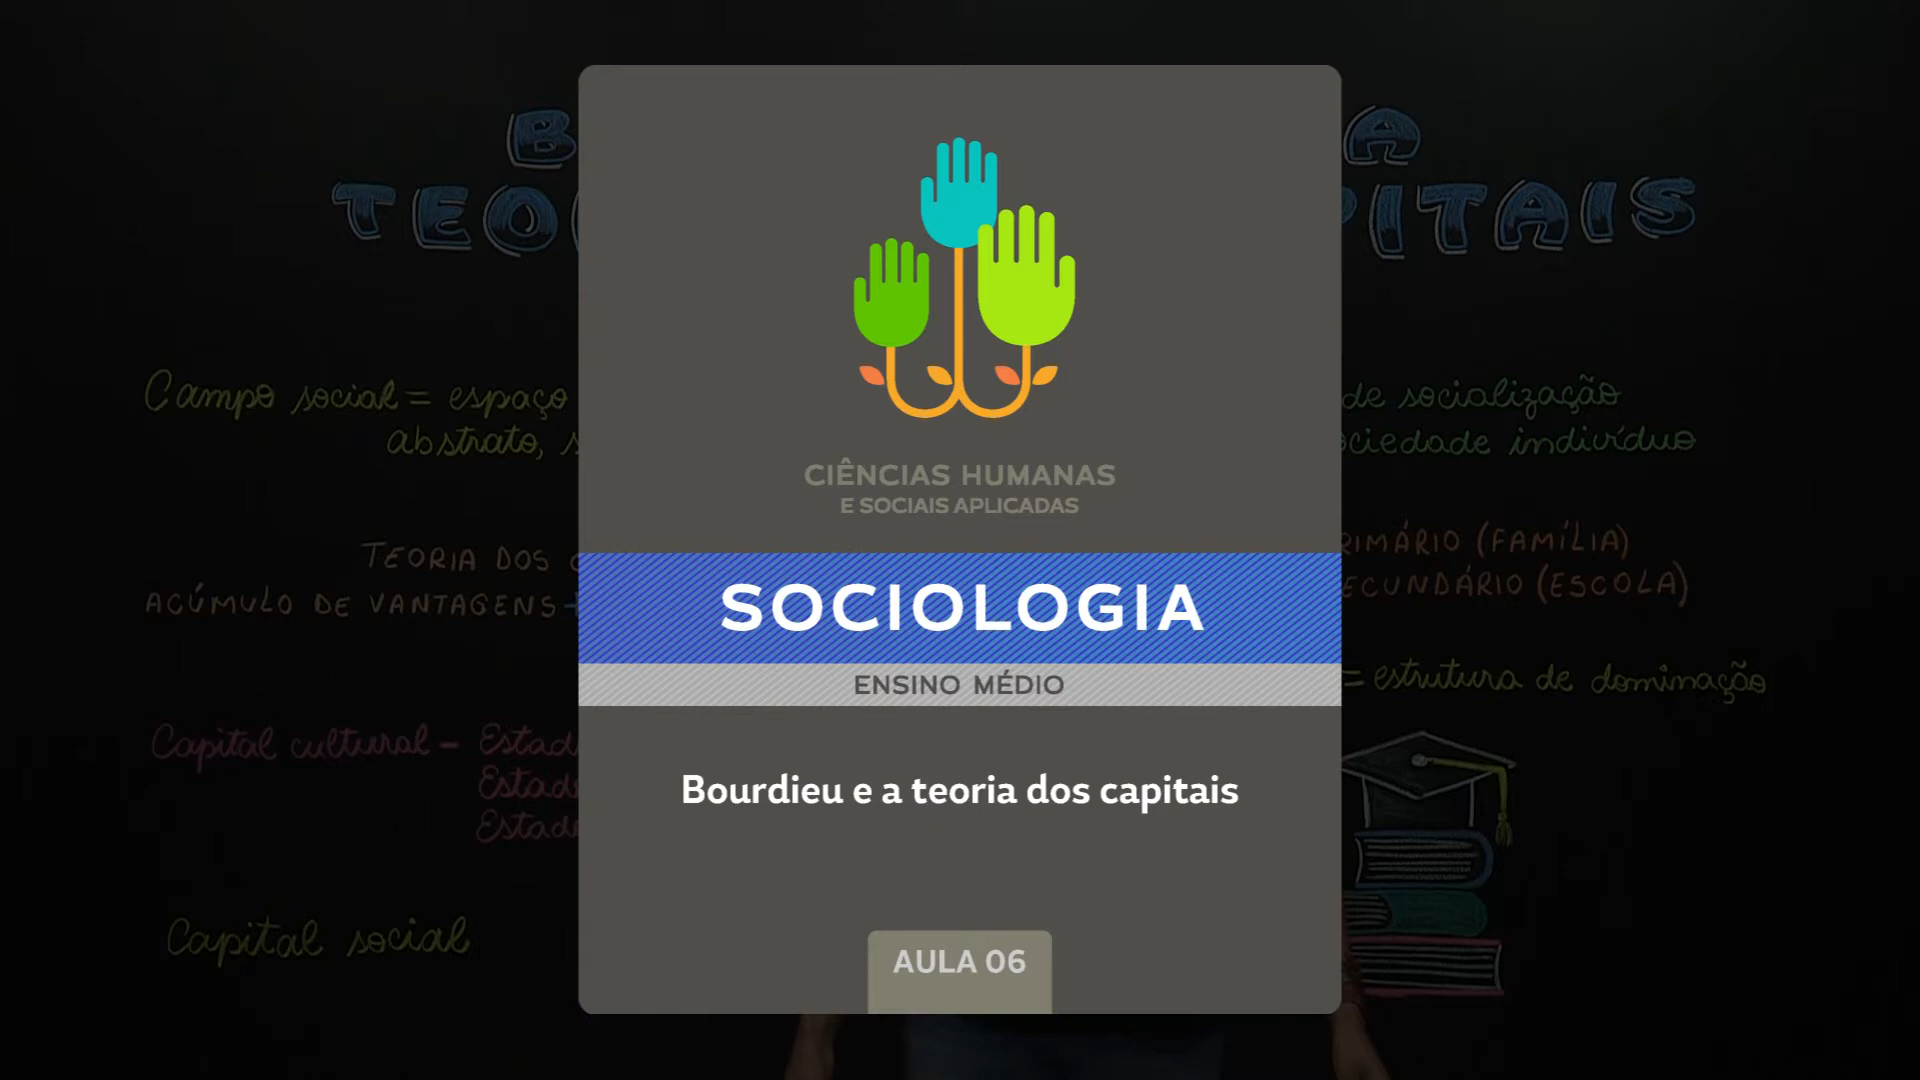 B A
TEO PITAIS
Campo social = espaço
abstrato, s
de socialização
ociedade indivíduo
TEORIA DOS C
ACÚMULO DE VANTAGENS
RIMÁRIO (FAMÍLIA)
ECUNDÁRIO (ESCOLA)
= estrutura de dominação
Capital cultural - Estad
Estad
Estad
Capital social
CIÊNCIAS HUMANAS
E SOCIAIS APLICADAS
SOCIOLOGIA
ENSINO MÉDIO
Bourdieu e a teoria dos capitais
AULA 06